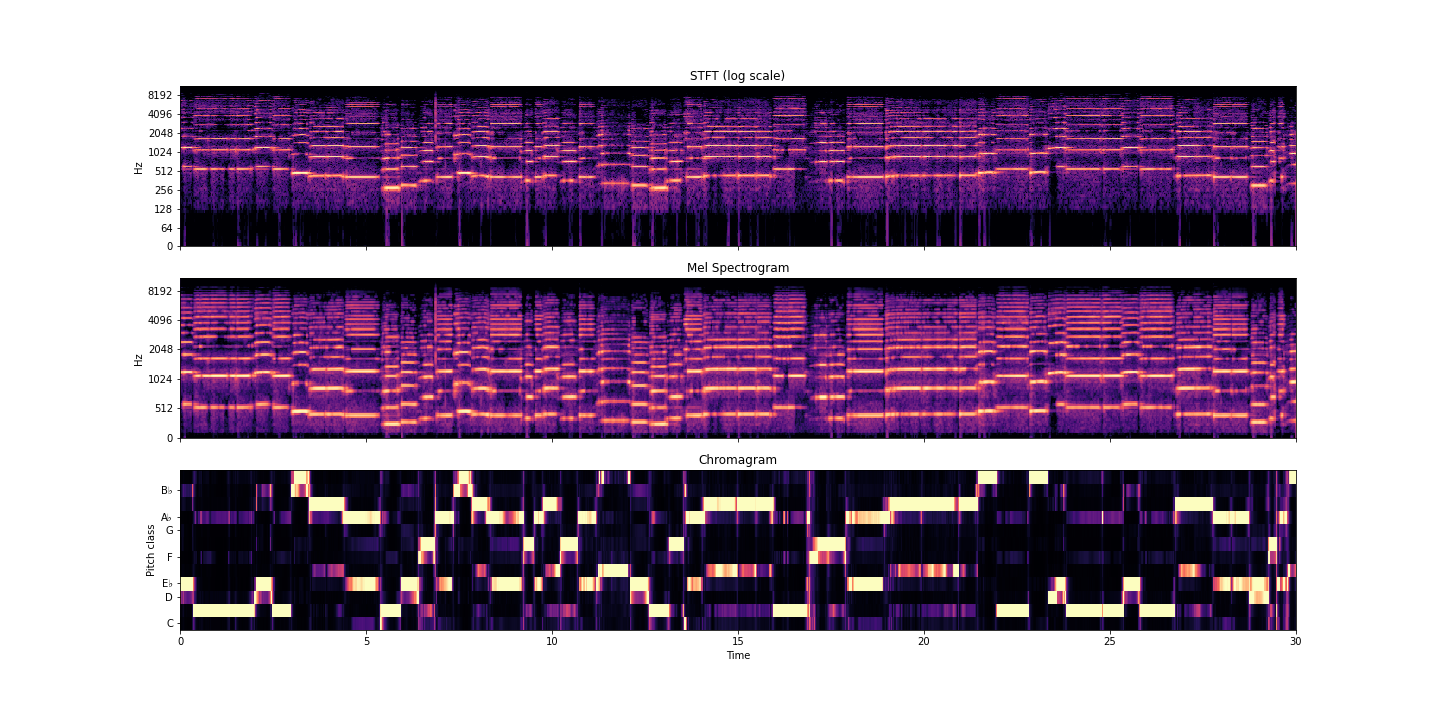 STFT (log scale)
Hz
8192
4096
2048
1024
512
256
128
64
0
Mel Spectrogram
Hz
8192
4096
2048
1024
512
0
Chromagram
Pitch class
B♭
A♭
G
F
E♭
D
C
0 5 10 15 20 25 30
Time